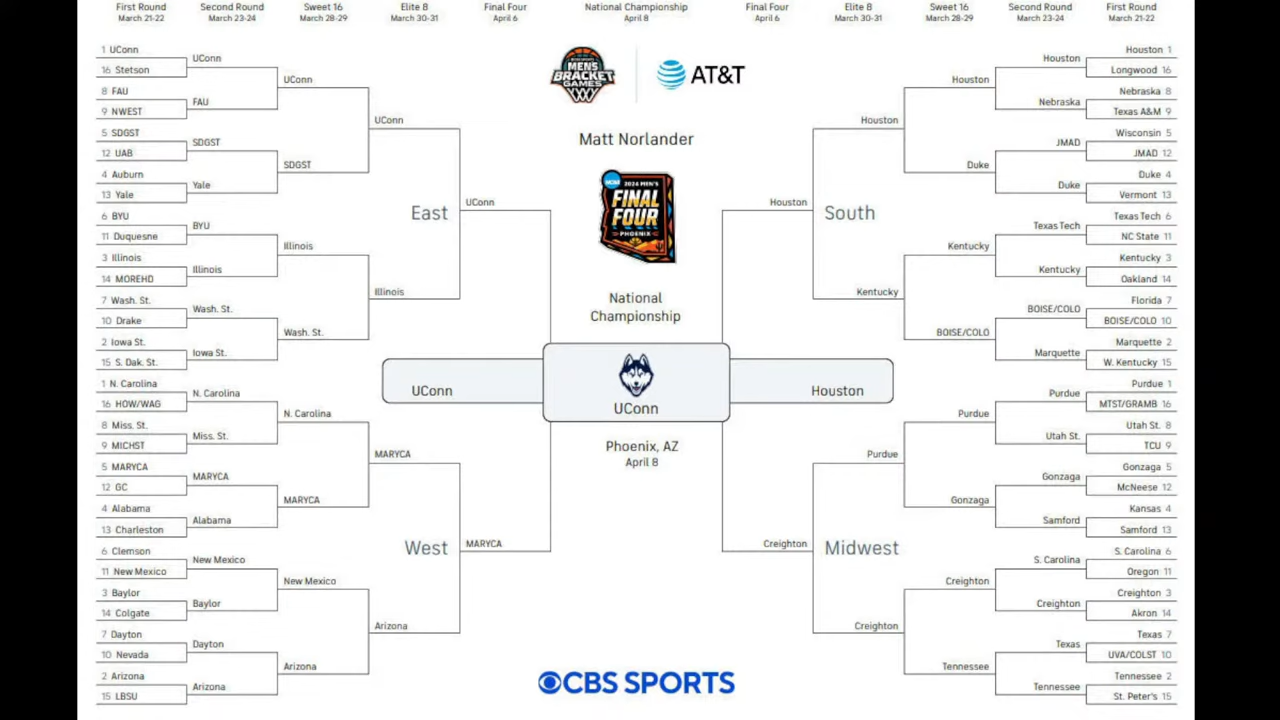 First Round Second Round Sweet 16 Elite 8 Final Four National Championship Final Four Elite 8 Sweet 16 Second Round First Round
March 21-22 March 23-24 March 28-29 March 30-31 April 6 April 8 April 6 March 30-31 March 28-29 March 23-24 March 21-22
1 UConn
16 Stetson
8 FAU
9 NWEST
5 SDGST
12 UAB
4 Auburn
13 Yale
6 BYU
11 Duquesne
3 Illinois
14 MOREHD
7 Wash. St.
10 Drake
2 Iowa St.
15 S. Dak. St.
1 N. Carolina
16 HOW/WAG
8 Miss. St.
9 MICHST
5 MARYCA
12 GC
4 Alabama
13 Charleston
6 Clemson
11 New Mexico
3 Baylor
14 Colgate
7 Dayton
10 Nevada
2 Arizona
15 LBSU
UConn
FAU
SDGST
Yale
BYU
Illinois
Wash. St.
Iowa St.
N. Carolina
Miss. St.
MARYCA
Alabama
New Mexico
Baylor
Dayton
Arizona
UConn
SDGST
Illinois
Wash. St.
N. Carolina
MARYCA
New Mexico
Arizona
UConn
Illinois
MARYCA
Arizona
East
West
UConn
MARYCA
CBS SPORTS
MEN'S
BRACKET
GAMES
AT&T
Matt Norlander
NCAA
2024 MEN'S
FINAL
FOUR
PHOENIX
National
Championship
UConn
UConn
Houston
Phoenix, AZ
April 8
CBS SPORTS
Houston
Creighton
South
Midwest
Houston
Kentucky
Purdue
Creighton
Houston
Duke
Kentucky
BOISE/COLO
Purdue
Gonzaga
Creighton
Tennessee
Houston
Nebraska
JMAD
Duke
Texas Tech
Kentucky
BOISE/COLO
Marquette
Purdue
Utah St.
Gonzaga
Samford
S. Carolina
Creighton
Texas
Tennessee
Houston 1
Longwood 16
Nebraska 8
Texas A&M 9
Wisconsin 5
JMAD 12
Duke 4
Vermont 13
Texas Tech 6
NC State 11
Kentucky 3
Oakland 14
Florida 7
BOISE/COLO 10
Marquette 2
W. Kentucky 15
Purdue 1
MTST/GRAMB 16
Utah St. 8
TCU 9
Gonzaga 5
McNeese 12
Kansas 4
Samford 13
S. Carolina 6
Oregon 11
Creighton 3
Akron 14
Texas 7
UVA/COLST 10
Tennessee 2
St. Peter's 15